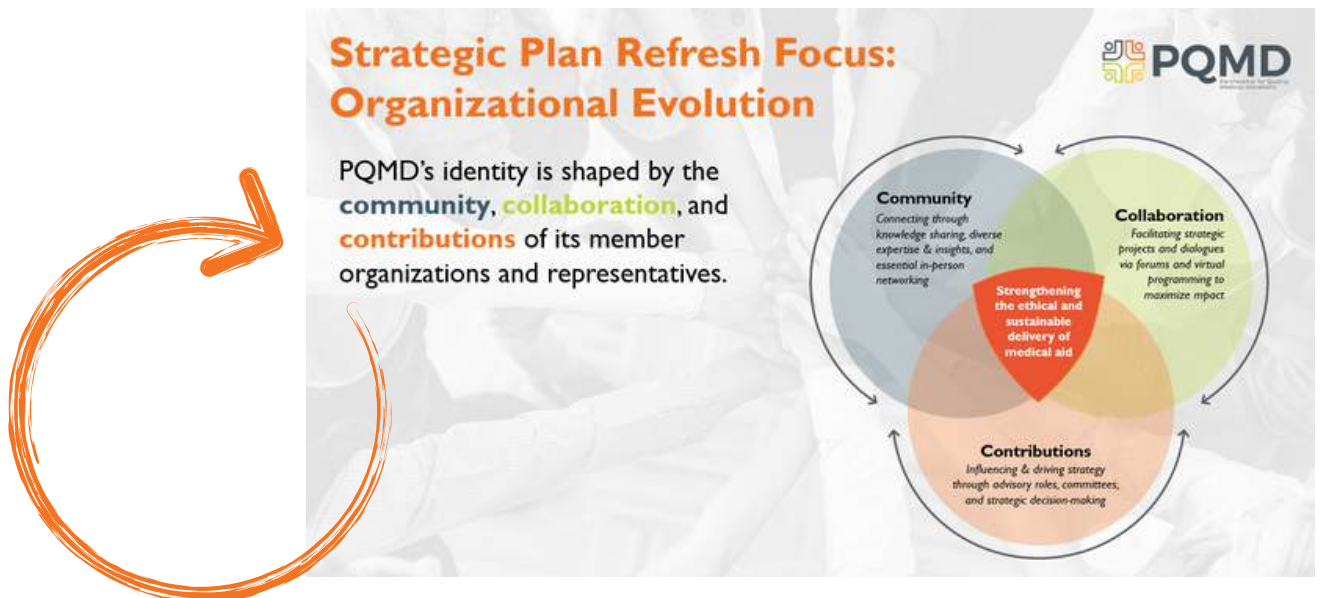 Strategic Plan Refresh Focus:
Organizational Evolution
PQMD
PQMD's identity is shaped by the
community, collaboration, and
contributions of its member
organizations and representatives.
Community
Connecting through
knowledge sharing, diverse
expertise & insights, and
essential in-person
networking
Collaboration
Facilitating strategic
projects and dialogues
via forums and virtual
programming to
maximize mpact
Strengthening
the ethical and
sustainable
delivery of
medical aid
Contributions
Influencing & driving strategy
through advisory roles, committees,
and strategic decision-making